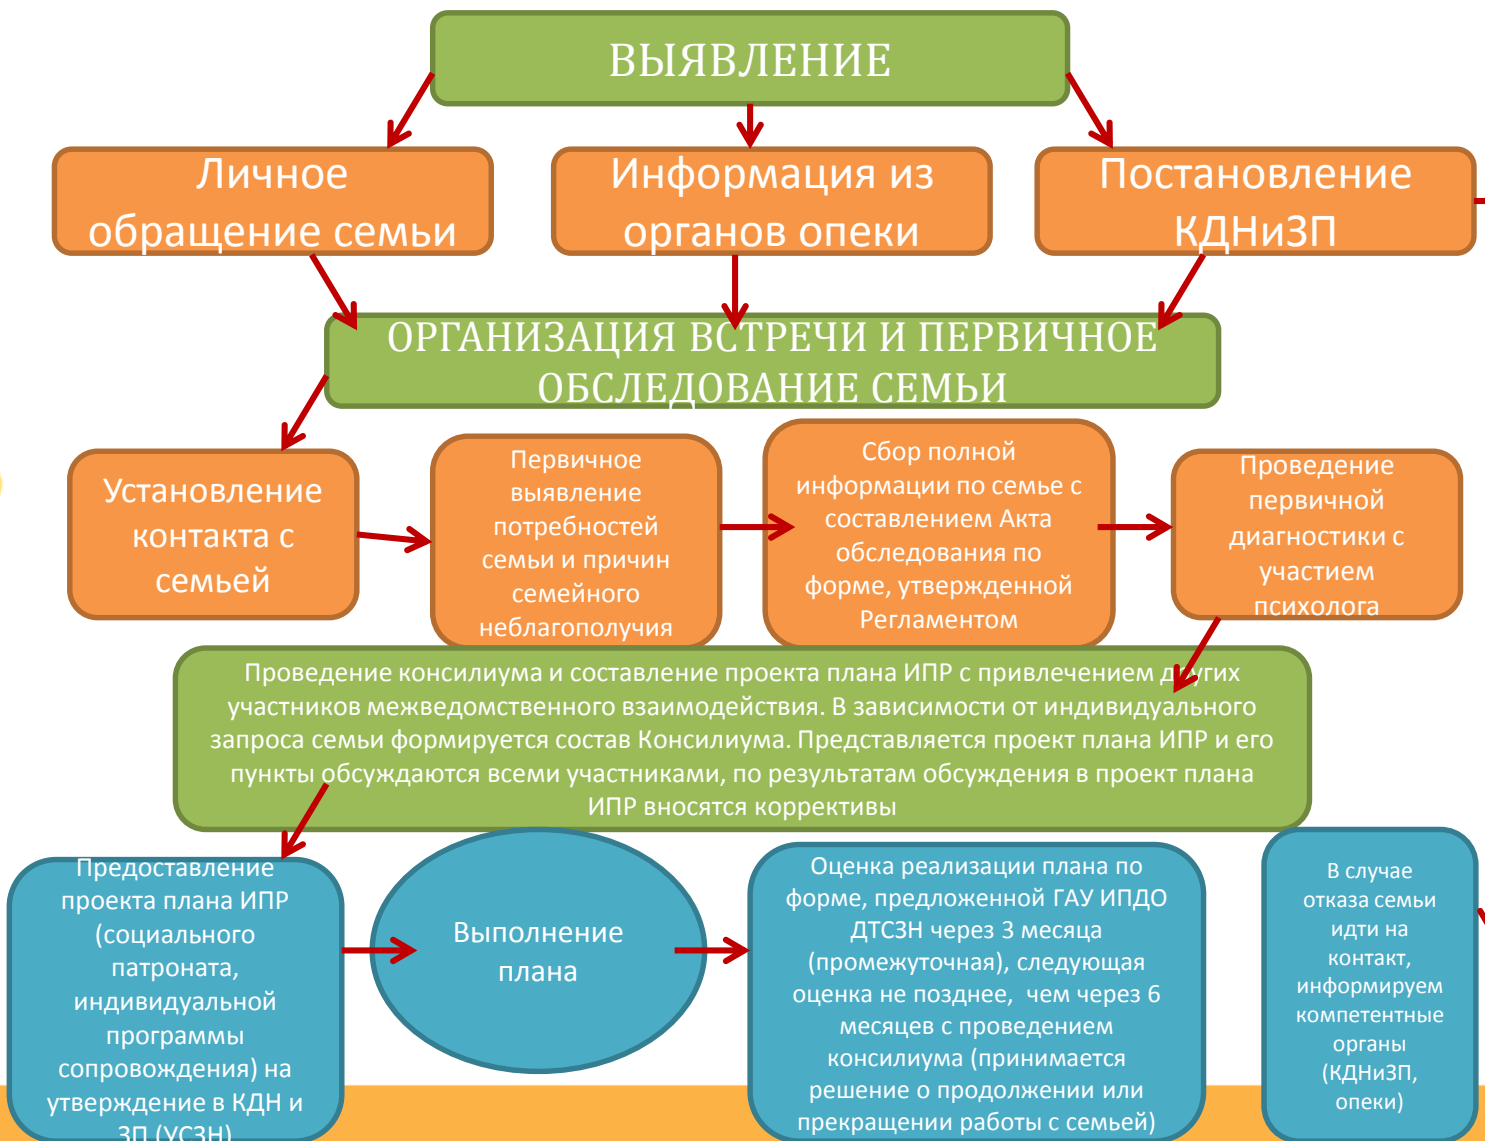 ВЫЯВЛЕНИЕ
Личное
обращение семьи
Информация из
органов опеки
Постановление
КДНиЗП
ОРГАНИЗАЦИЯ ВСТРЕЧИ И ПЕРВИЧНОЕ
ОБСЛЕДОВАНИЕ СЕМЬИ
Установление
контакта с
семьей
Первичное
выявление
потребностей
семьи и причин
семейного
неблагополучия
Сбор полной
информации по семье с
составлением Акта
обследования по
форме, утвержденной
Регламентом
Проведение
первичной
диагностики с
участием
психолога
Проведение консилиума и составление проекта плана ИПР с привлечением других
участников межведомственного взаимодействия. В зависимости от индивидуального
запроса семьи формируется состав Консилиума. Представляется проект плана ИПР и его
пункты обсуждаются всеми участниками, по результатам обсуждения в проект плана
ИПР вносятся коррективы
Предоставление
проекта плана ИПР
(социального
патроната,
индивидуальной
программы
сопровождения) на
утверждение в КДН и
ЗП (УСЗН)
Выполнение
плана
Оценка реализации плана по
форме, предложенной ГАУ ИПДО
ДТСЗН через 3 месяца
(промежуточная), следующая
оценка не позднее, чем через 6
месяцев с проведением
консилиума (принимается
решение о продолжении или
прекращении работы с семьей)
В случае
отказа семьи
идти на
контакт,
информируем
компетентные
органы
(КДНиЗП,
опеки)